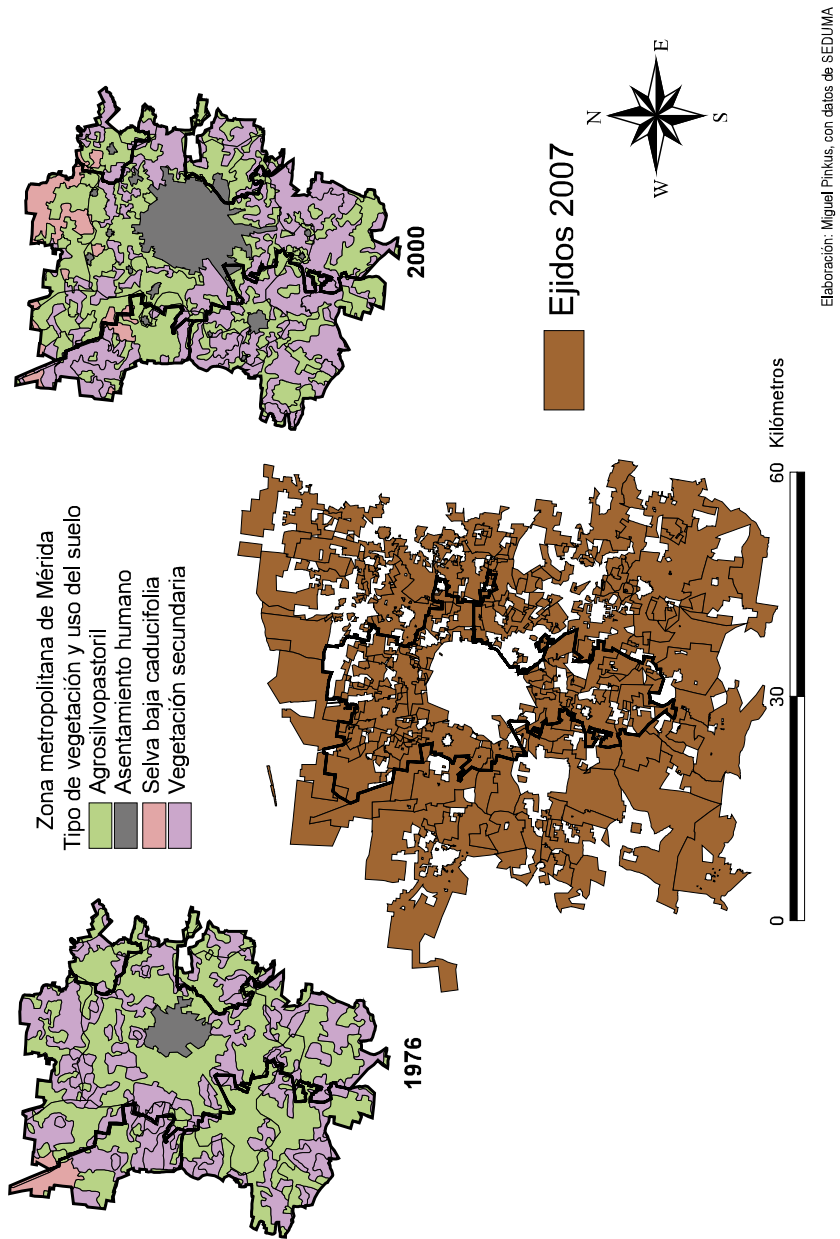 Zona metropolitana de Mérida
Tipo de vegetación y uso del suelo
Agrosilvopastoril
Asentamiento humano
Selva baja caducifolia
Vegetación secundaria
1976
2000
Ejidos 2007
N
E
S
W
0
30
60
Kilómetros
Elaboración: Miguel Pinkus, con datos de SEDUMA